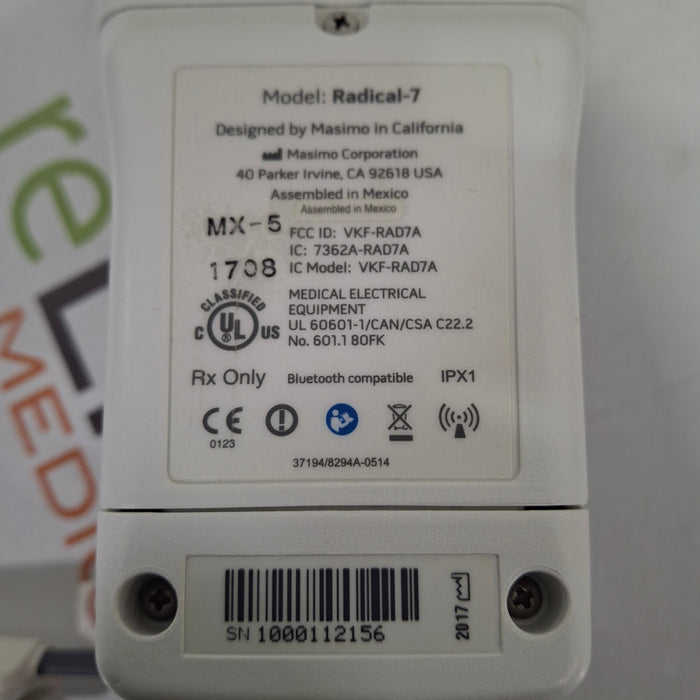 Model: Radical-7
Designed by Masimo in California
Masimo Corporation
40 Parker Irvine, CA 92618 USA
Assembled in Mexico
Assembled in Mexico
MX-5
FCC ID: VKF-RAD7A
IC: 7362A-RAD7A
1708
IC Model: VKF-RAD7A
CLASSIFIED
C UL US
®
MEDICAL ELECTRICAL
EQUIPMENT
UL 60601-1/CAN/CSA C22.2
No. 601.1 80FK
Rx Only
Bluetooth compatible
IPX1
CE
0123
37194/8294A-0514
SN 1000112156
2017
re
MEDIC